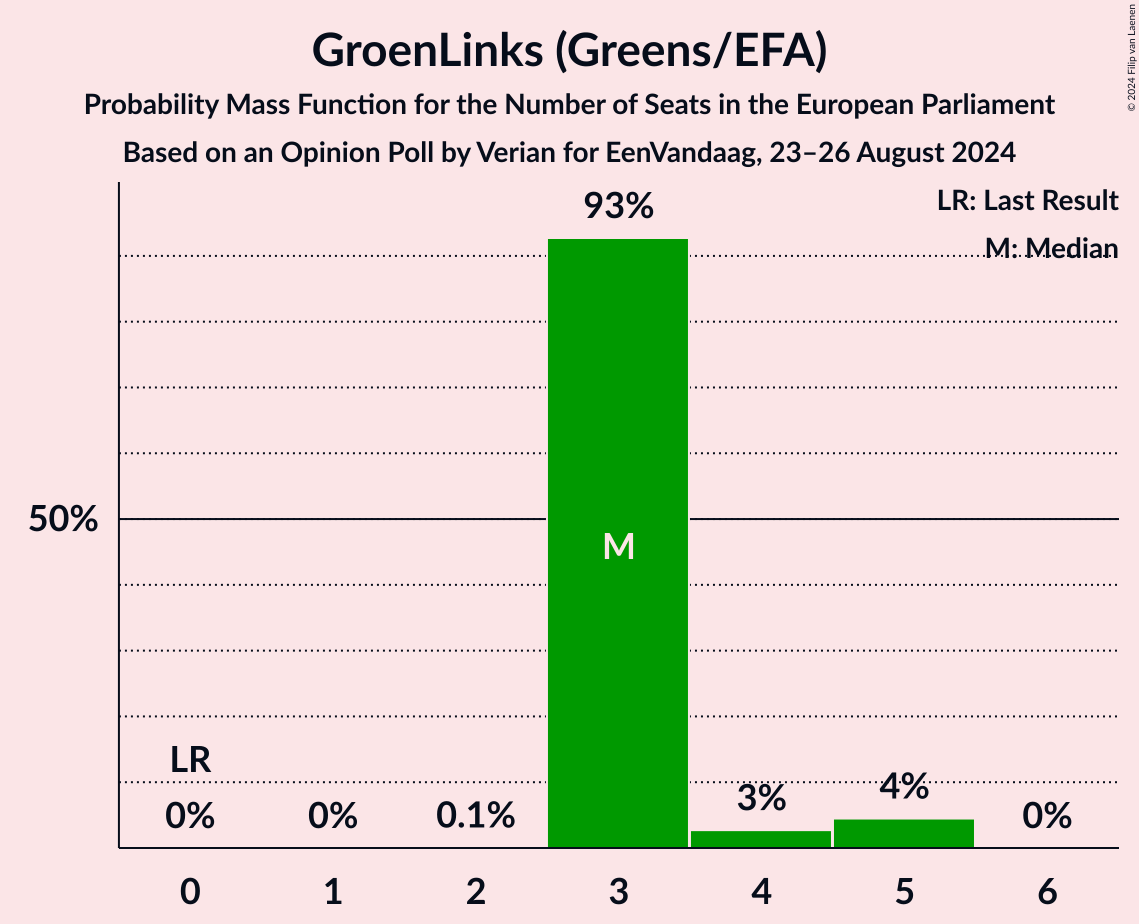 GroenLinks (Greens/EFA)
Probability Mass Function for the Number of Seats in the European Parliament
Based on an Opinion Poll by Verian for EenVandaag, 23–26 August 2024
© 2024 Filip van Laenen
LR: Last Result
M: Median
93%
50%
M
LR
0%
0%
0.1%
3%
4%
0%
0 1 2 3 4 5 6